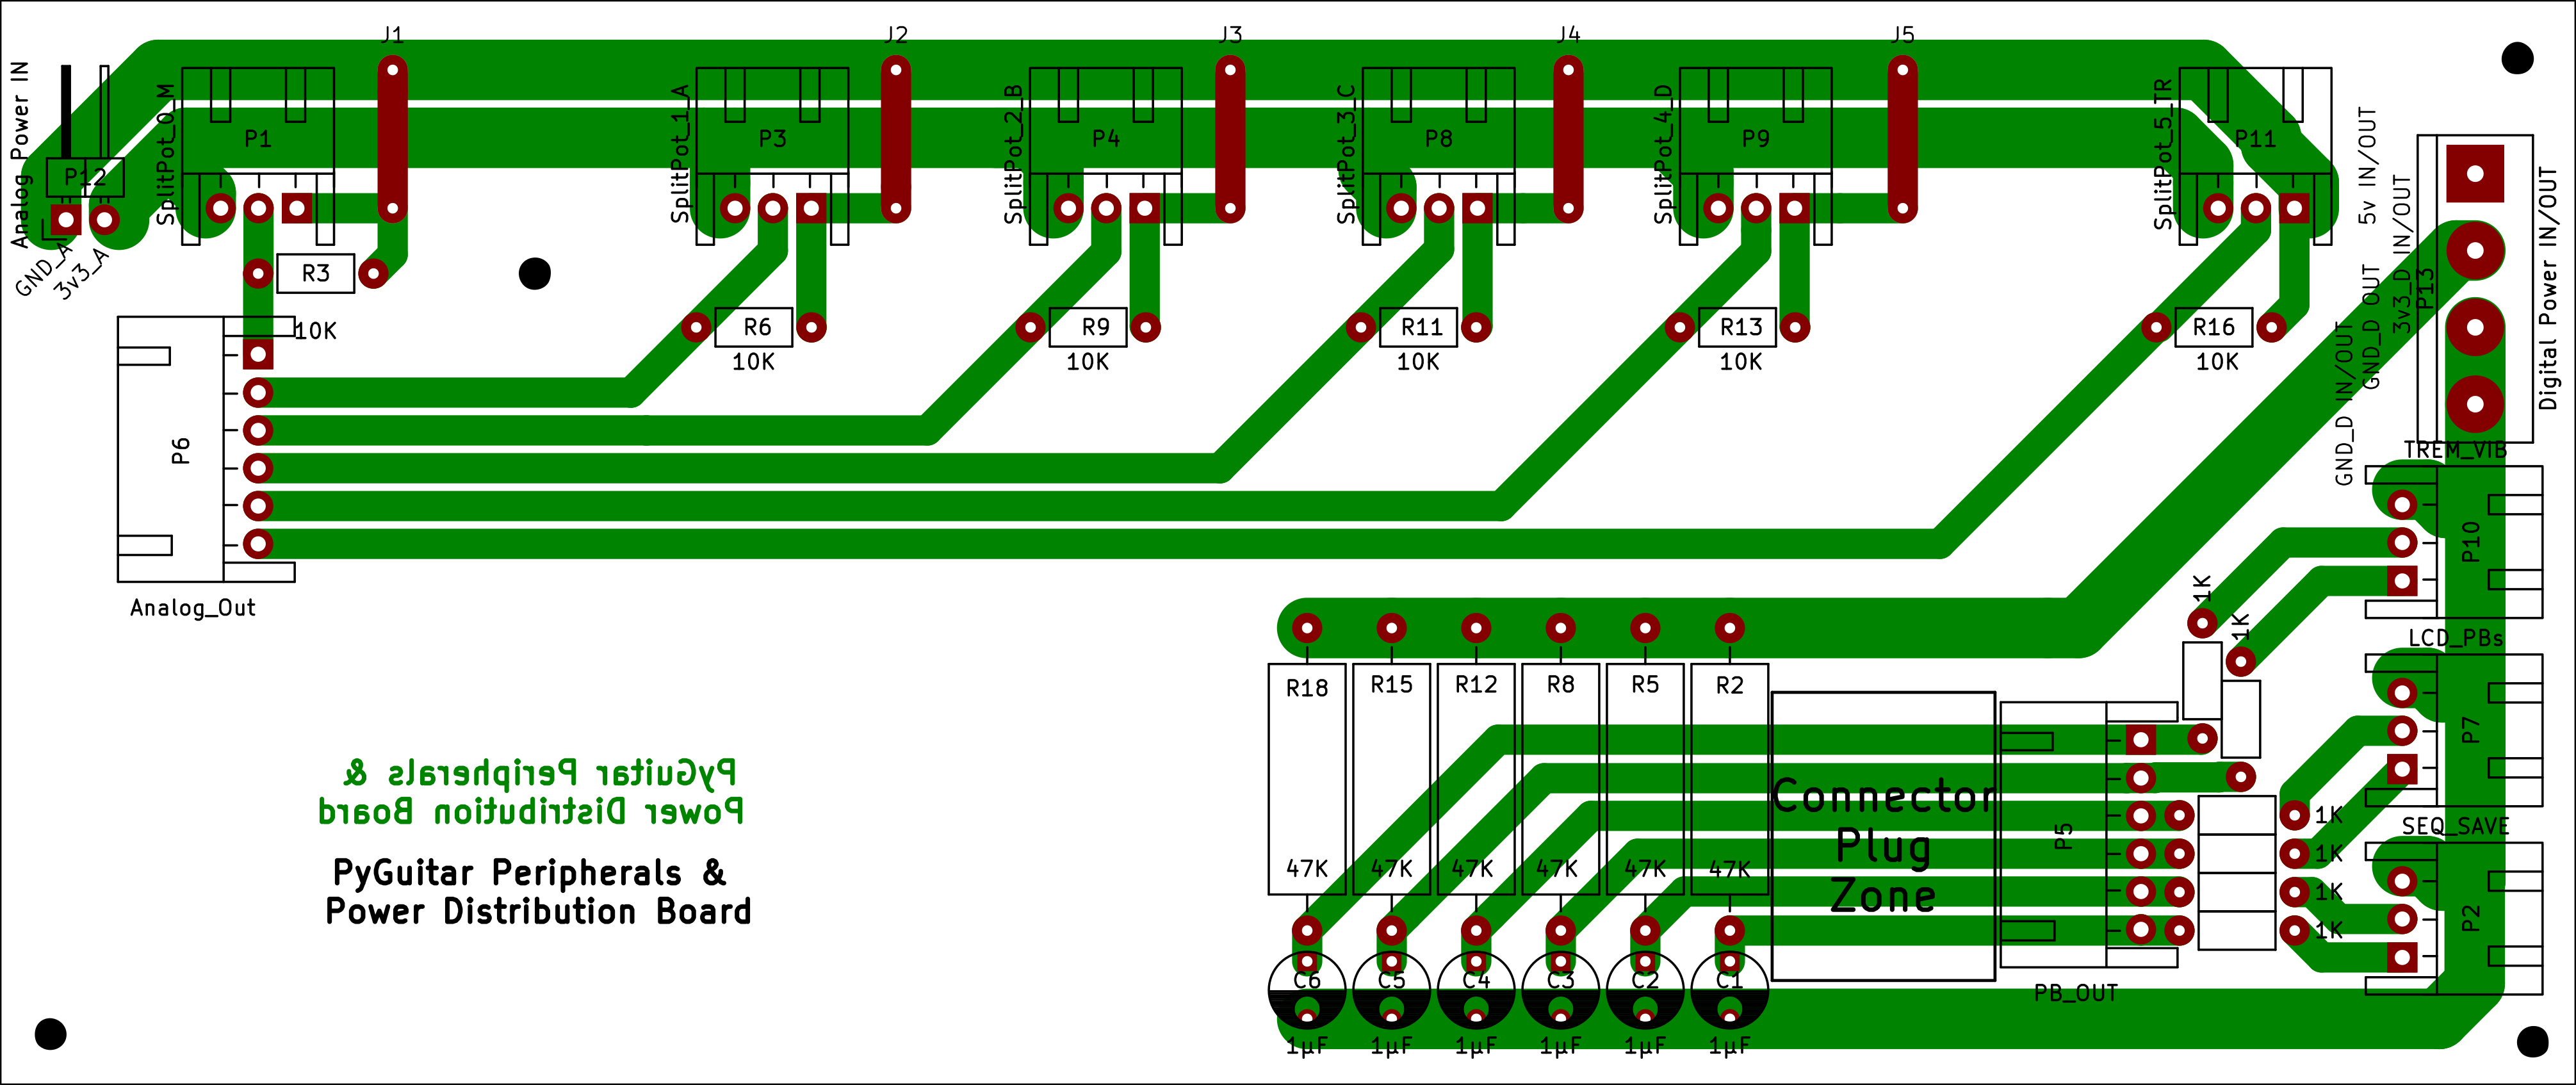 J1
J2
J3
J4
J5
Analog Power IN
P12
GND_A
3v3_A
SplitPot_0_M
P1
SplitPot_1_A
P3
SplitPot_2_B
P4
SplitPot_3_C
P8
SplitPot_4_D
P9
SplitPot_5_TR
P11
5v IN/OUT
3v3_D IN/OUT
GND_D OUT
GND_D IN/OUT
P13
Digital Power IN/OUT
R3
10K
R6
10K
R9
10K
R11
10K
R13
10K
R16
10K
P6
Analog_Out
TREM_VIB
P10
1K
1K
LCD_PBs
P7
SEQ_SAVE
P2
R18
R15
R12
R8
R5
R2
47K
47K
47K
47K
47K
47K
Connector
Plug
Zone
P5
PB_OUT
1K
1K
1K
1K
C6
C5
C4
C3
C2
C1
1µF
1µF
1µF
1µF
1µF
1µF
PyGuitar Peripherals &
Power Distribution Board
PyGuitar Peripherals &
Power Distribution Board